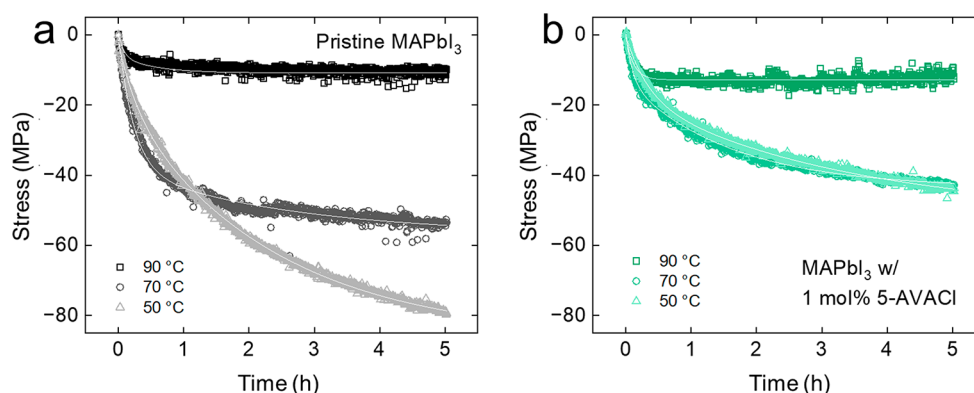 a
Pristine MAPbI₃
Stress (MPa)
0
−20
−40
−60
−80
90 °C
70 °C
50 °C
0 1 2 3 4 5
Time (h)
b
Stress (MPa)
0
−20
−40
−60
−80
90 °C
70 °C
50 °C
MAPbI₃ w/
1 mol% 5-AVACl
0 1 2 3 4 5
Time (h)